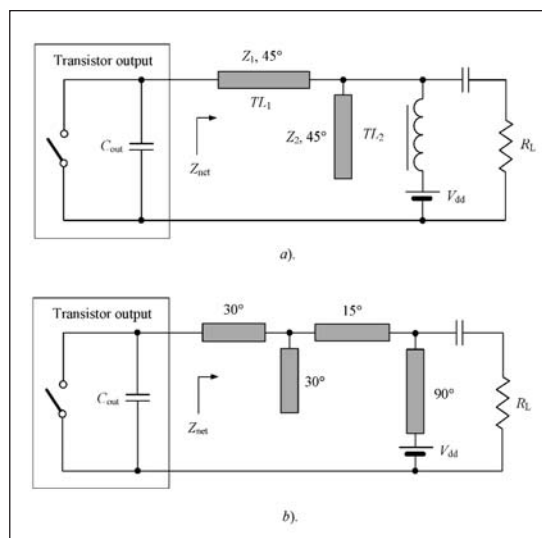 Transistor output
Z1, 45°
TL1
Cout
Znet
Z2, 45°
TL2
RL
Vdd
a).
Transistor output
30°
15°
Cout
Znet
30°
90°
RL
Vdd
b).